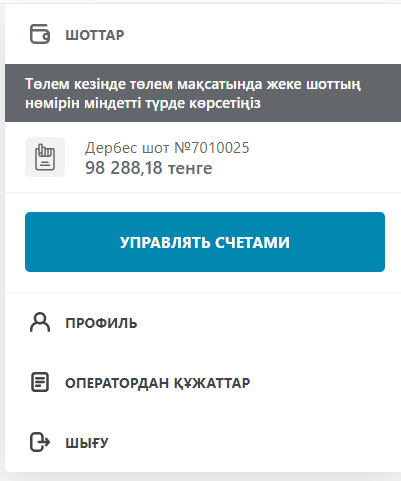 ШОТТАР
Төлем кезінде төлем мақсатында жеке шоттың
нөмірін міндетті түрде көрсетіңіз
Дербес шот №7010025
98 288,18 тенге
УПРАВЛЯТЬ СЧЕТАМИ
ПРОФИЛЬ
ОПЕРАТОРДАН ҚҰЖАТТАР
ШЫҒУ